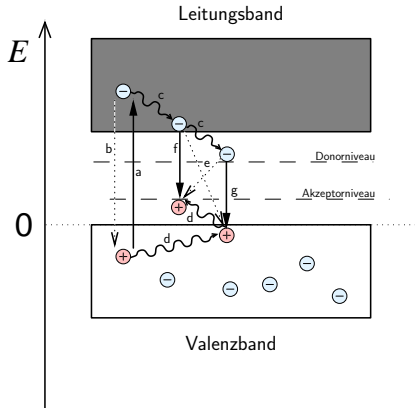 Leitungsband
E
−
c
−
c
b
f
−
Donorniveau
e
a
g
Akzeptorniveau
+
d
0
+
d
+
−
−
−
−
−
Valenzband